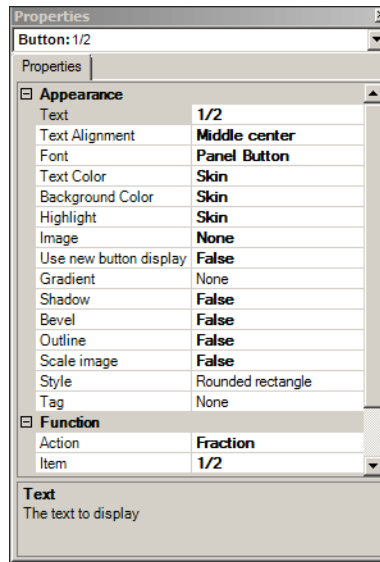 Properties
Button: 1/2
Properties
Appearance
Text 1/2
Text Alignment Middle center
Font Panel Button
Text Color Skin
Background Color Skin
Highlight Skin
Image None
Use new button display False
Gradient None
Shadow False
Bevel False
Outline False
Scale image False
Style Rounded rectangle
Tag None
Function
Action Fraction
Item 1/2
Text
The text to display